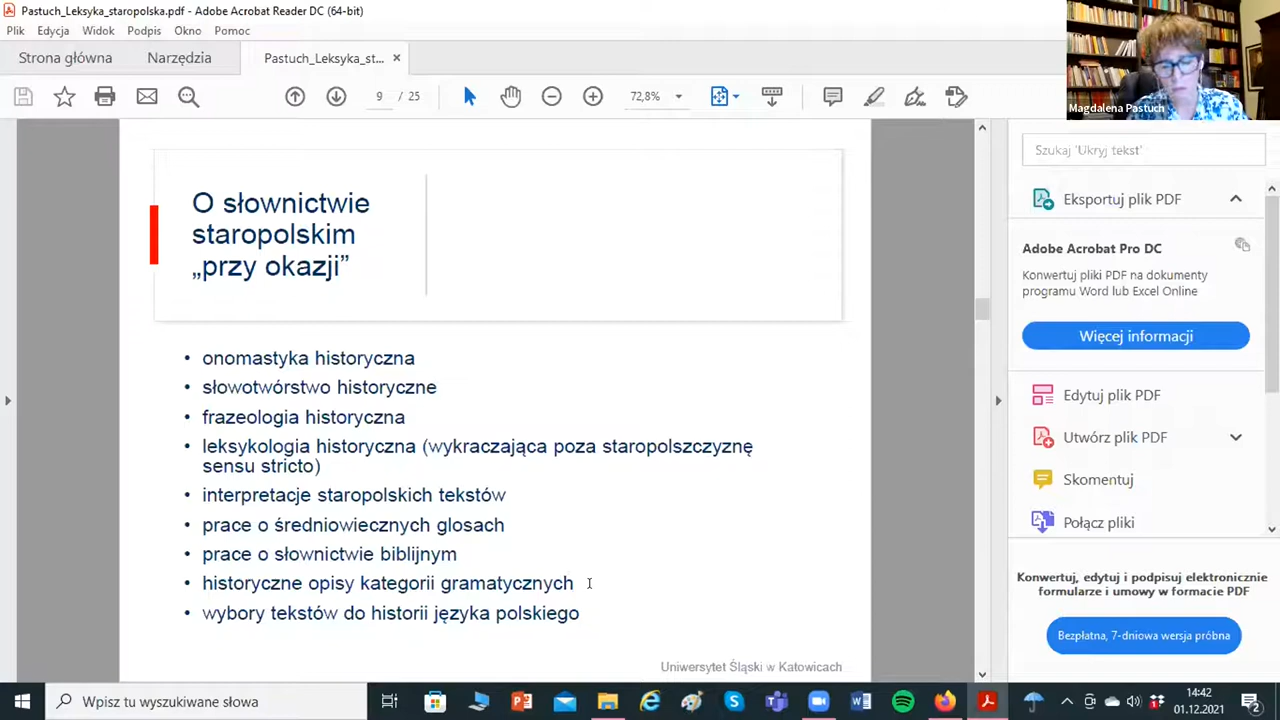 Pastuch_Leksyka_staropolska.pdf - Adobe Acrobat Reader DC (64-bit)
Plik Edycja Widok Podpis Okno Pomoc
Strona główna Narzędzia Pastuch_Leksyka_st... ×
9 / 25 72,8%
Magdalena Pastuch
O słownictwie
staropolskim
„przy okazji”
• onomastyka historyczna
• słowotwórstwo historyczne
• frazeologia historyczna
• leksykologia historyczna (wykraczająca poza staropolszczyznę
sensu stricto)
• interpretacje staropolskich tekstów
• prace o średniowiecznych glosach
• prace o słownictwie biblijnym
• historyczne opisy kategorii gramatycznych
• wybory tekstów do historii języka polskiego
Uniwersytet Śląski w Katowicach
Szukaj 'Ukryj tekst'
Eksportuj plik PDF
Adobe Acrobat Pro DC
Konwertuj pliki PDF na dokumenty
programu Word lub Excel Online
Więcej informacji
Edytuj plik PDF
Utwórz plik PDF
Skomentuj
Połącz pliki
Konwertuj, edytuj i podpisuj elektronicznie
formularze i umowy w formacie PDF
Bezpłatna, 7-dniowa wersja próbna
Wpisz tu wyszukiwane słowa
14:42
01.12.2021
2